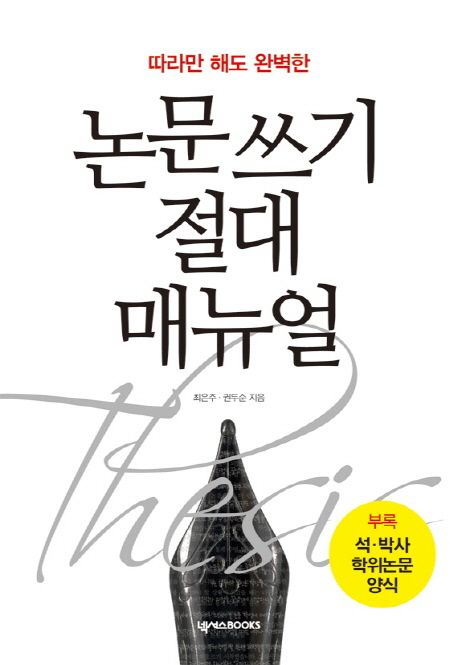 따라만 해도 완벽한
논문 쓰기
절대
매뉴얼
최은주 · 권두순 지음
Thesis
부록
석·박사
학위논문
양식
넥서스BOOKS